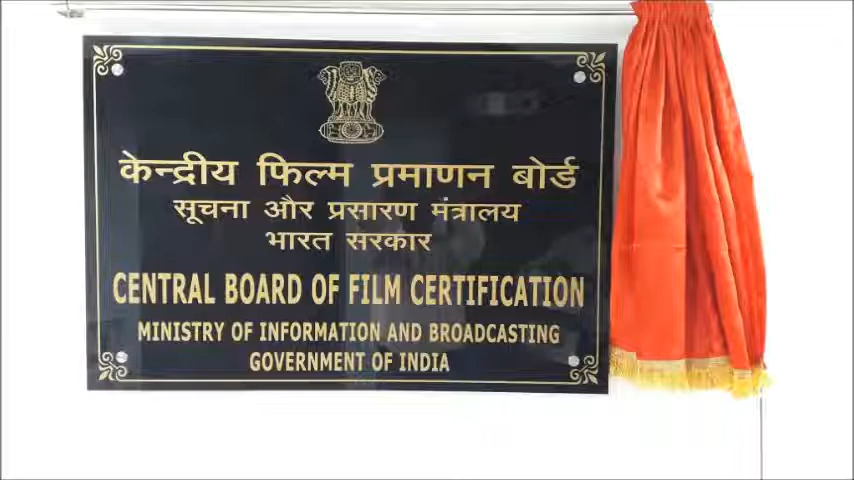 केन्द्रीय फिल्म प्रमाणन बोर्ड
सूचना और प्रसारण मंत्रालय
भारत सरकार
CENTRAL BOARD OF FILM CERTIFICATION
MINISTRY OF INFORMATION AND BROADCASTING
GOVERNMENT OF INDIA